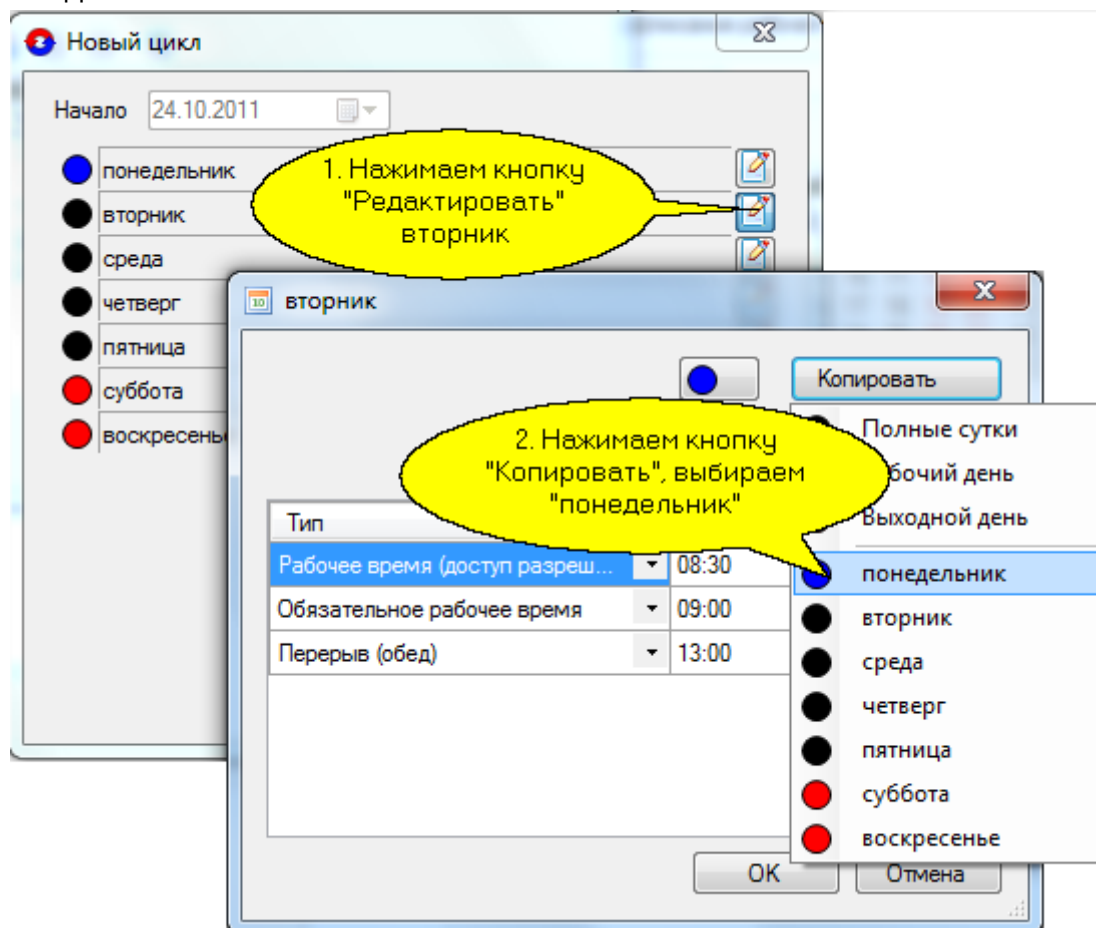 Новый цикл
Начало 24.10.2011
понедельник
вторник
среда
четверг
пятница
суббота
1. Нажимаем кнопку
"Редактировать"
вторник
10 вторник
Копировать
2. Нажимаем кнопку
"Копировать", выбираем
"понедельник"
Полные сутки
день
Выходной день
понедельник
вторник
среда
четверг
пятница
суббота
воскресенье
Тип
Рабочее время (доступ разреш... 08:30
Обязательное рабочее время 09:00
Перерыв (обед) 13:00
OK Отмена